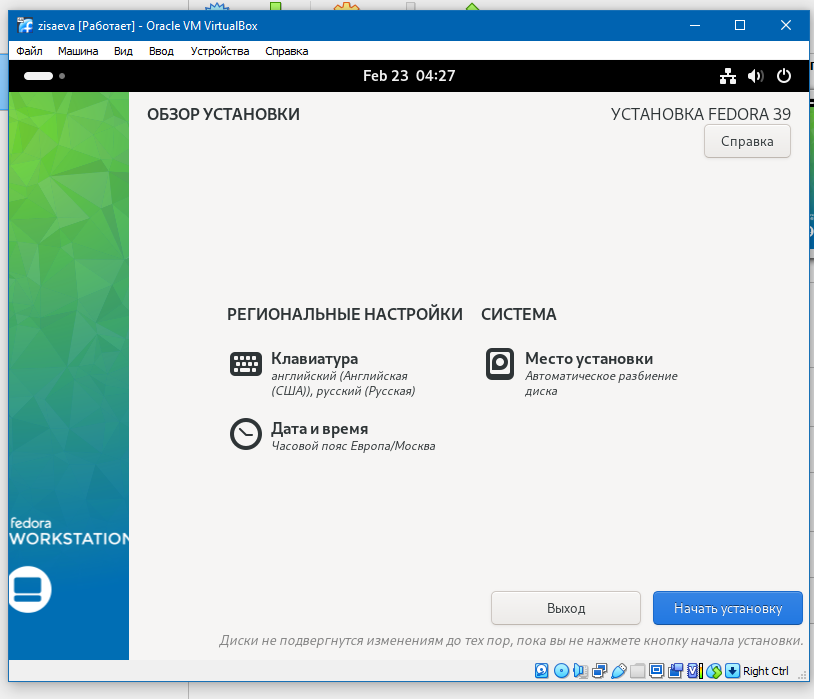 zisaeva [Работает] - Oracle VM VirtualBox
Файл Машина Вид Ввод Устройства Справка
Feb 23 04:27
ОБЗОР УСТАНОВКИ
УСТАНОВКА FEDORA 39
Справка
РЕГИОНАЛЬНЫЕ НАСТРОЙКИ
Клавиатура
английский (Английская
(США)), русский (Русская)
Дата и время
Часовой пояс Европа/Москва
СИСТЕМА
Место установки
Автоматическое разбиение
диска
fedora
WORKSTATION
Выход
Начать установку
Диски не подвергнутся изменениям до тех пор, пока вы не нажмете кнопку начала установки.
Right Ctrl